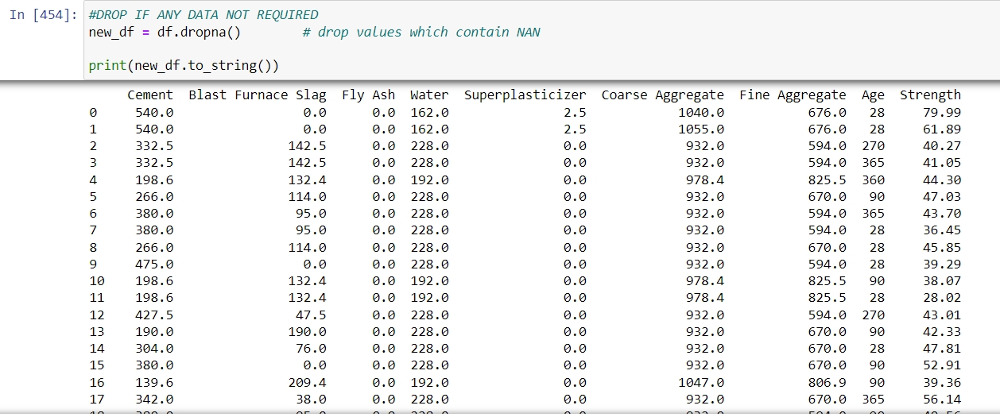 In [454]: #DROP IF ANY DATA NOT REQUIRED
new_df = df.dropna() # drop values which contain NAN
print(new_df.to_string())
Cement Blast Furnace Slag Fly Ash Water Superplasticizer Coarse Aggregate Fine Aggregate Age Strength
0 540.0 0.0 0.0 162.0 2.5 1040.0 676.0 28 79.99
1 540.0 0.0 0.0 162.0 2.5 1055.0 676.0 28 61.89
2 332.5 142.5 0.0 228.0 0.0 932.0 594.0 270 40.27
3 332.5 142.5 0.0 228.0 0.0 932.0 594.0 365 41.05
4 198.6 132.4 0.0 192.0 0.0 978.4 825.5 360 44.30
5 266.0 114.0 0.0 228.0 0.0 932.0 670.0 90 47.03
6 380.0 95.0 0.0 228.0 0.0 932.0 594.0 365 43.70
7 380.0 95.0 0.0 228.0 0.0 932.0 594.0 28 36.45
8 266.0 114.0 0.0 228.0 0.0 932.0 670.0 28 45.85
9 475.0 0.0 0.0 228.0 0.0 932.0 594.0 28 39.29
10 198.6 132.4 0.0 192.0 0.0 978.4 825.5 90 38.07
11 198.6 132.4 0.0 192.0 0.0 978.4 825.5 28 28.02
12 427.5 47.5 0.0 228.0 0.0 932.0 594.0 270 43.01
13 190.0 190.0 0.0 228.0 0.0 932.0 670.0 90 42.33
14 304.0 76.0 0.0 228.0 0.0 932.0 670.0 28 47.81
15 380.0 0.0 0.0 228.0 0.0 932.0 670.0 90 52.91
16 139.6 209.4 0.0 192.0 0.0 1047.0 806.9 90 39.36
17 342.0 38.0 0.0 228.0 0.0 932.0 670.0 365 56.14